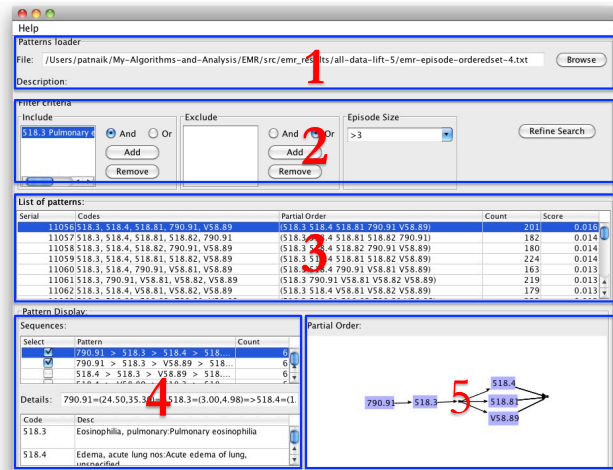 Help
Patterns loader
File: /Users/patnaik/My-Algorithms-and-Analysis/EMR/src/emr_results/all-data-lift-5/emr-episode-orderedset-4.txt Browse
Description:
1
Filter criteria
Include Exclude Episode Size
518.3 Pulmonary e And Or And Or >3 Refine Search
Add Add
Remove Remove
2
List of patterns:
Serial Codes Partial Order Count Score
11056 518.3, 518.4, 518.81, 790.91, V58.89 (518.3 518.4 518.81 790.91 V58.89) 201 0.016
11057 518.3, 518.4, 518.81, 518.82, 790.91 (518.3 518.4 518.81 518.82 790.91) 182 0.014
11058 518.3, 518.4, 518.81, 518.82, V58.89 (518.3 518.4 518.81 518.82 V58.89) 180 0.014
11059 518.3, 518.4, 518.81, V58.81, V58.89 518.81 V58.81 V58.89) 224 0.014
11060 518.3, 518.4, 790.91, V58.81, V58.89 (518.3 518.4 790.91 V58.81 V58.89) 163 0.013
11061 518.3, 790.91, V58.81, V58.82, V58.89 (518.3 790.91 V58.81 V58.82 V58.89) 219 0.013
11062 518.3, 518.4, V58.81, V58.82, V58.89 (518.3 518.4 V58.81 V58.82 V58.89) 179 0.013
3
Pattern Display:
Sequences:
Select Pattern Count
790.91 > 518.3 > 518.4 > 518.... 6
790.91 > 518.3 > V58.89 > 518.... 6
518.4 > 518.3 > V58.89 > 518.... 6
Details: 790.91=(24.50,35.3 518.3=(3.00,4.98)=>518.4=(1.
Code Desc
518.3 Eosinophilia, pulmonary:Pulmonary eosinophilia
518.4 Edema, acute lung nos:Acute edema of lung,
unspecified
4
Partial Order:
790.91 518.3 518.4
518.81
V58.89
5